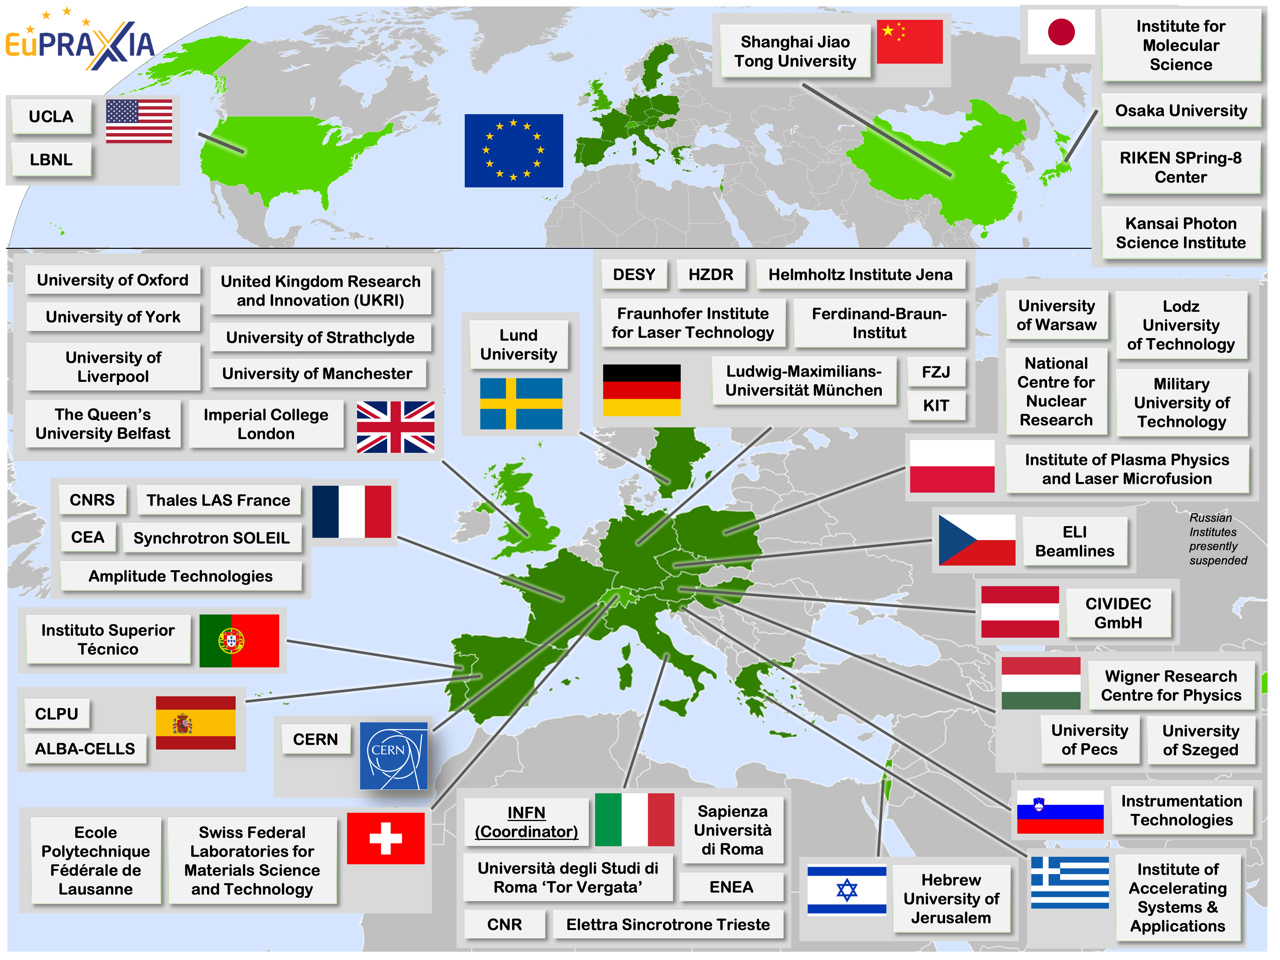 EuPRAXIA
UCLA
LBNL
Shanghai Jiao
Tong University
Institute for
Molecular
Science
Osaka University
RIKEN SPring-8
Center
Kansai Photon
Science Institute
University of Oxford
United Kingdom Research
and Innovation (UKRI)
University of York
University of Strathclyde
University of
Liverpool
University of Manchester
The Queen's
University Belfast
Imperial College
London
Lund
University
DESY
HZDR
Helmholtz Institute Jena
Fraunhofer Institute
for Laser Technology
Ferdinand-Braun-
Institut
Ludwig-Maximilians-
Universität München
FZJ
KIT
University
of Warsaw
Lodz
University
of Technology
National
Centre for
Nuclear
Research
Military
University of
Technology
Institute of Plasma Physics
and Laser Microfusion
CNRS
Thales LAS France
CEA
Synchrotron SOLEIL
Amplitude Technologies
ELI
Beamlines
Russian
Institutes
presently
suspended
CIVIDEC
GmbH
Instituto Superior
Técnico
Wigner Research
Centre for Physics
University
of Pecs
University
of Szeged
CLPU
ALBA-CELLS
CERN
CERN
Instrumentation
Technologies
Ecole
Polytechnique
Fédérale de
Lausanne
Swiss Federal
Laboratories for
Materials Science
and Technology
INFN
(Coordinator)
Sapienza
Università
di Roma
Università degli Studi di
Roma 'Tor Vergata'
ENEA
CNR
Elettra Sincrotrone Trieste
Hebrew
University of
Jerusalem
Institute of
Accelerating
Systems &
Applications